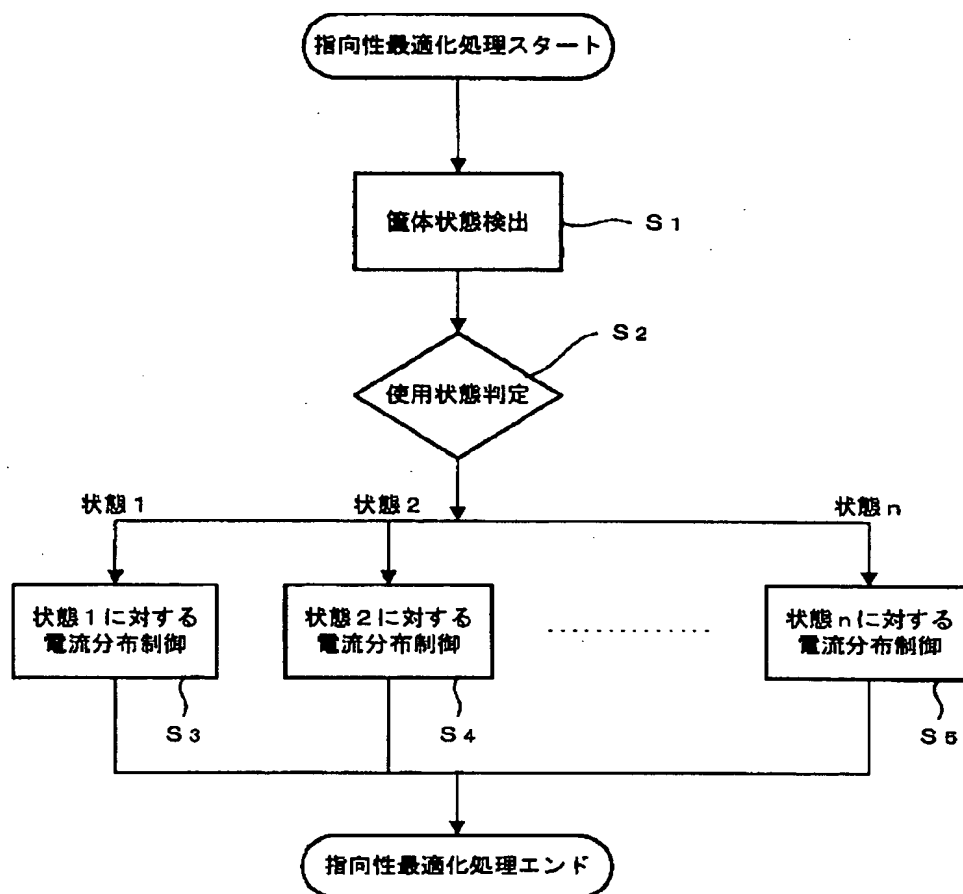 指向性最適化処理スタート
筐体状態検出
S1
S2
使用状態判定
状態1
状態2
状態n
状態1に対する
電流分布制御
状態2に対する
電流分布制御
状態nに対する
電流分布制御
S3
S4
S5
指向性最適化処理エンド